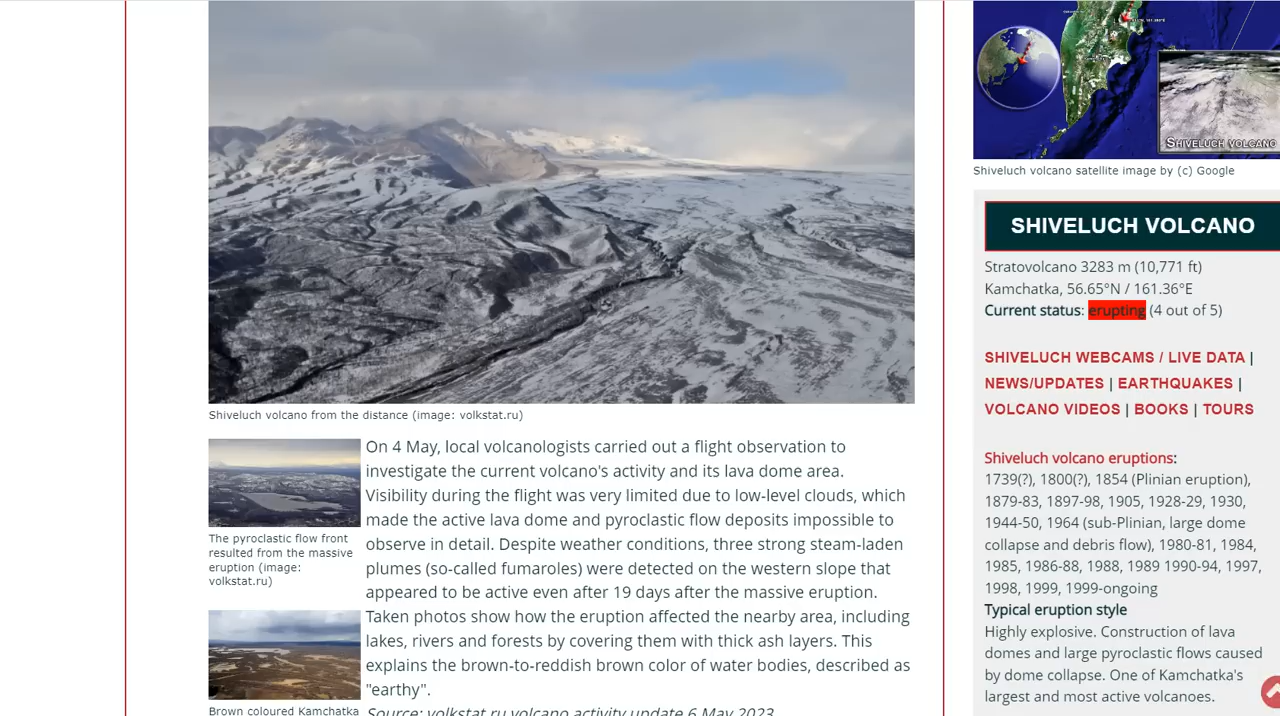 SHIVELUCH VOLCANO
Shiveluch volcano satellite image by (c) Google
SHIVELUCH VOLCANO
Stratovolcano 3283 m (10,771 ft)
Kamchatka, 56.65°N / 161.36°E
Current status: erupting (4 out of 5)
SHIVELUCH WEBCAMS / LIVE DATA |
NEWS/UPDATES | EARTHQUAKES |
VOLCANO VIDEOS | BOOKS | TOURS
Shiveluch volcano eruptions:
1739(?), 1800(?), 1854 (Plinian eruption),
1879-83, 1897-98, 1905, 1928-29, 1930,
1944-50, 1964 (sub-Plinian, large dome
collapse and debris flow), 1980-81, 1984,
1985, 1986-88, 1988, 1989 1990-94, 1997,
1998, 1999, 1999-ongoing
Typical eruption style
Highly explosive. Construction of lava
domes and large pyroclastic flows caused
by dome collapse. One of Kamchatka's
largest and most active volcanoes.
Shiveluch volcano from the distance (image: volkstat.ru)
On 4 May, local volcanologists carried out a flight observation to
investigate the current volcano's activity and its lava dome area.
Visibility during the flight was very limited due to low-level clouds, which
made the active lava dome and pyroclastic flow deposits impossible to
observe in detail. Despite weather conditions, three strong steam-laden
plumes (so-called fumaroles) were detected on the western slope that
appeared to be active even after 19 days after the massive eruption.
Taken photos show how the eruption affected the nearby area, including
lakes, rivers and forests by covering them with thick ash layers. This
explains the brown-to-reddish brown color of water bodies, described as
"earthy".
Source: volkstat.ru volcano activity update 6 May 2023
The pyroclastic flow front
resulted from the massive
eruption (image:
volkstat.ru)
Brown coloured Kamchatka